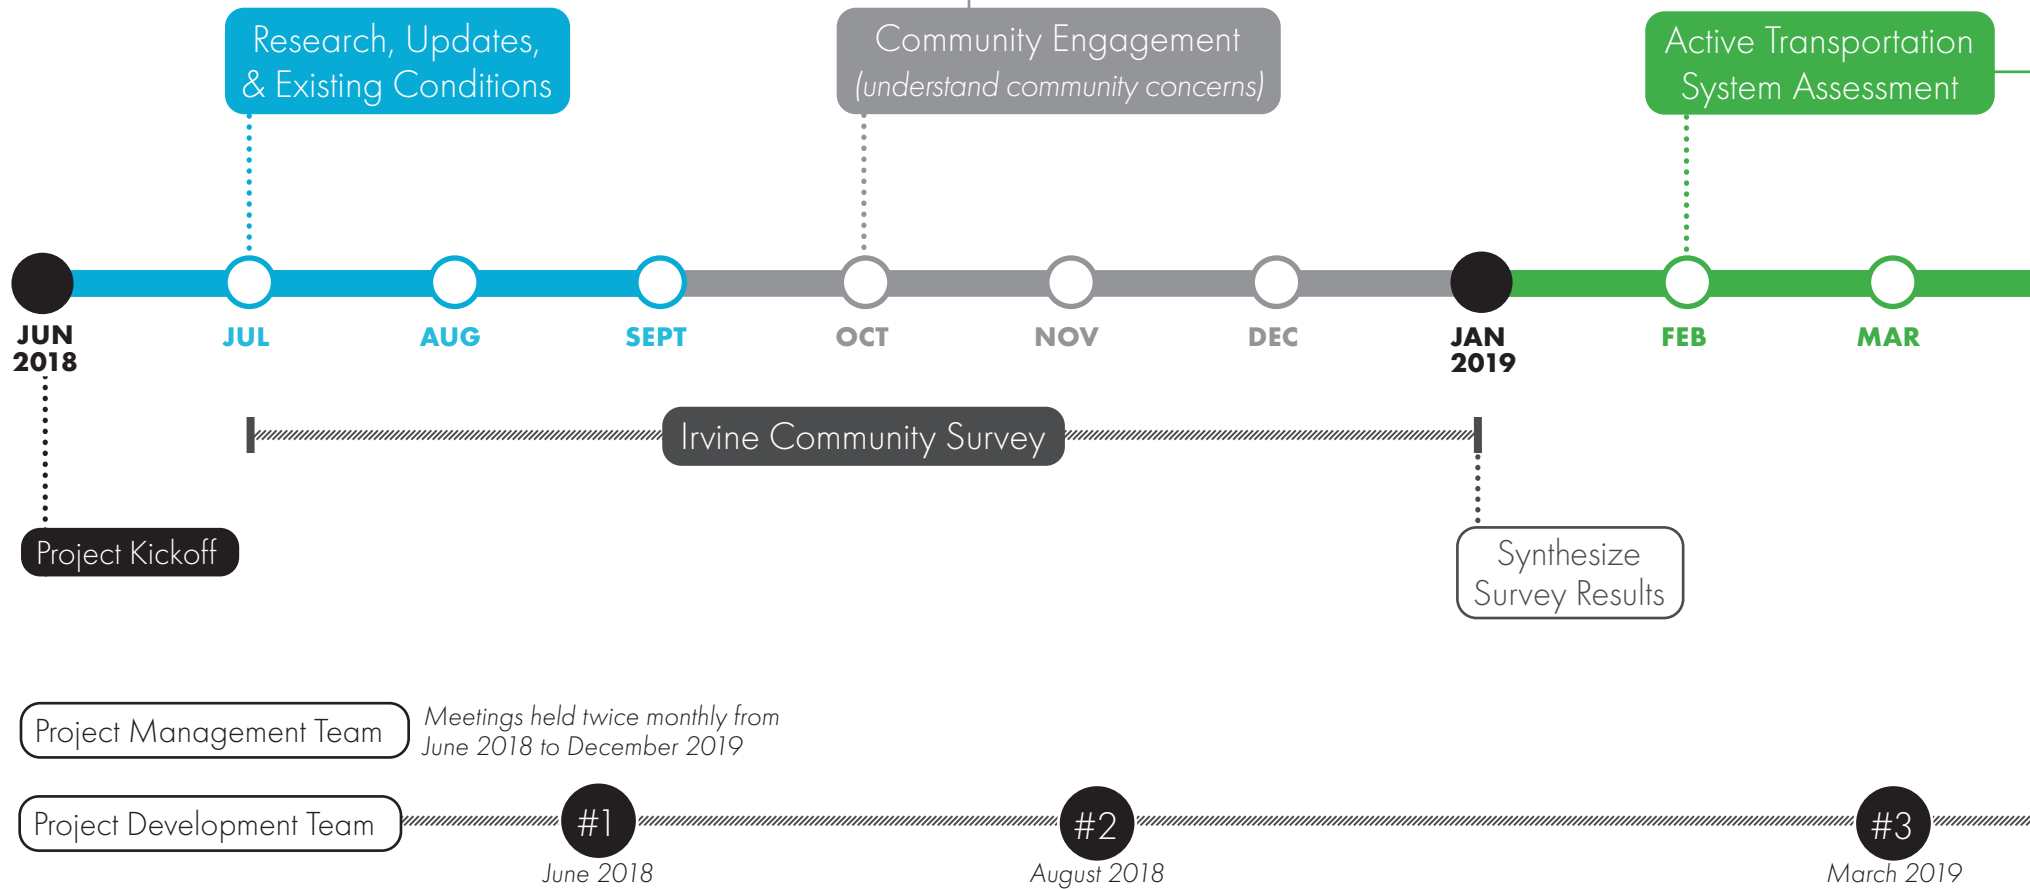 Research, Updates,
& Existing Conditions
Community Engagement
(understand community concerns)
Active Transportation
System Assessment
JUN
2018
JUL
AUG
SEPT
OCT
NOV
DEC
JAN
2019
FEB
MAR
Irvine Community Survey
Project Kickoff
Synthesize
Survey Results
Project Management Team
Meetings held twice monthly from
June 2018 to December 2019
Project Development Team
#1
#2
#3
June 2018
August 2018
March 2019